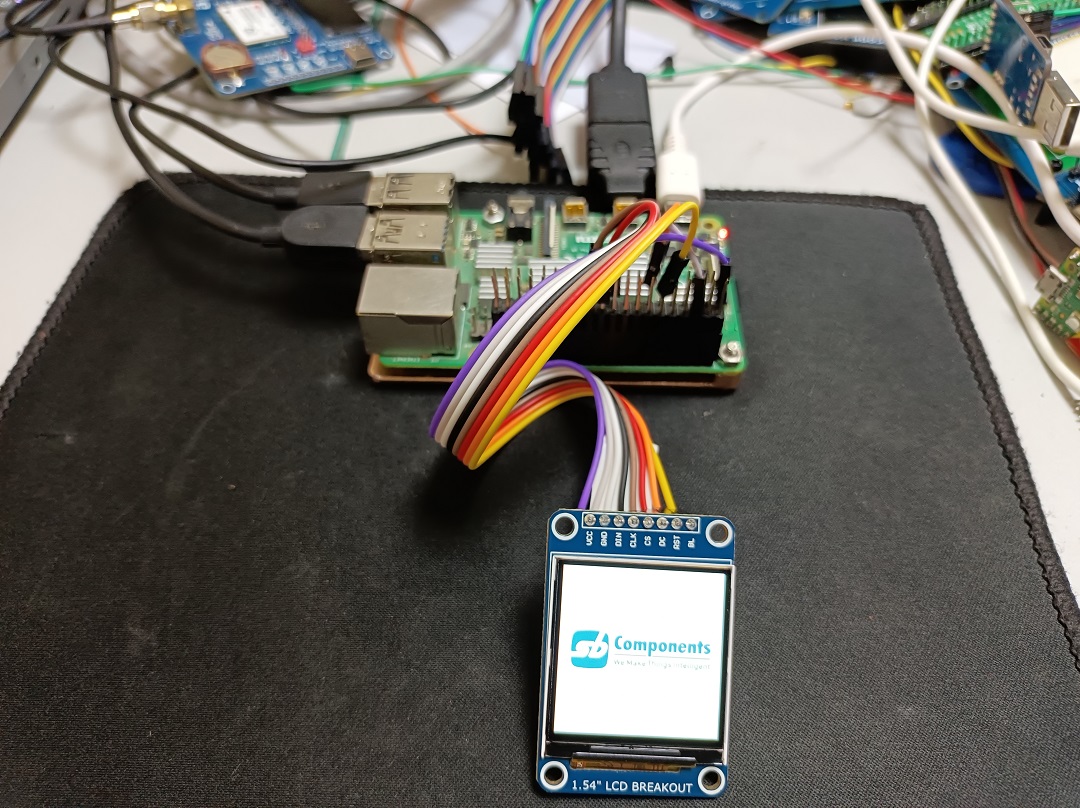 VCC
GND
DIN
CLK
CS
DC
RST
BL
sb Components
We Make Things Intelligent
1.54" LCD BREAKOUT